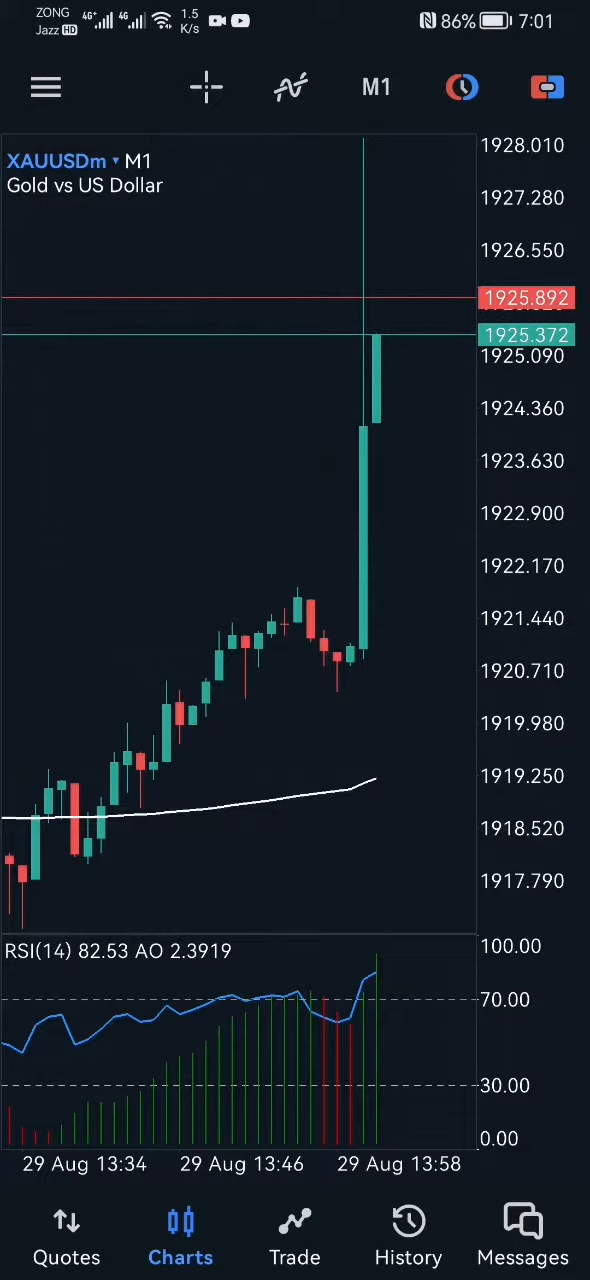 ZONG 4G+ 4G 1.5 86% 7:01
Jazz HD K/s
M1
XAUUSDm M1
Gold vs US Dollar
1928.010
1927.280
1926.550
1925.892
1925.372
1925.090
1924.360
1923.630
1922.900
1922.170
1921.440
1920.710
1919.980
1919.250
1918.520
1917.790
RSI(14) 82.53 AO 2.3919
100.00
70.00
30.00
0.00
29 Aug 13:34 29 Aug 13:46 29 Aug 13:58
Quotes Charts Trade History Messages